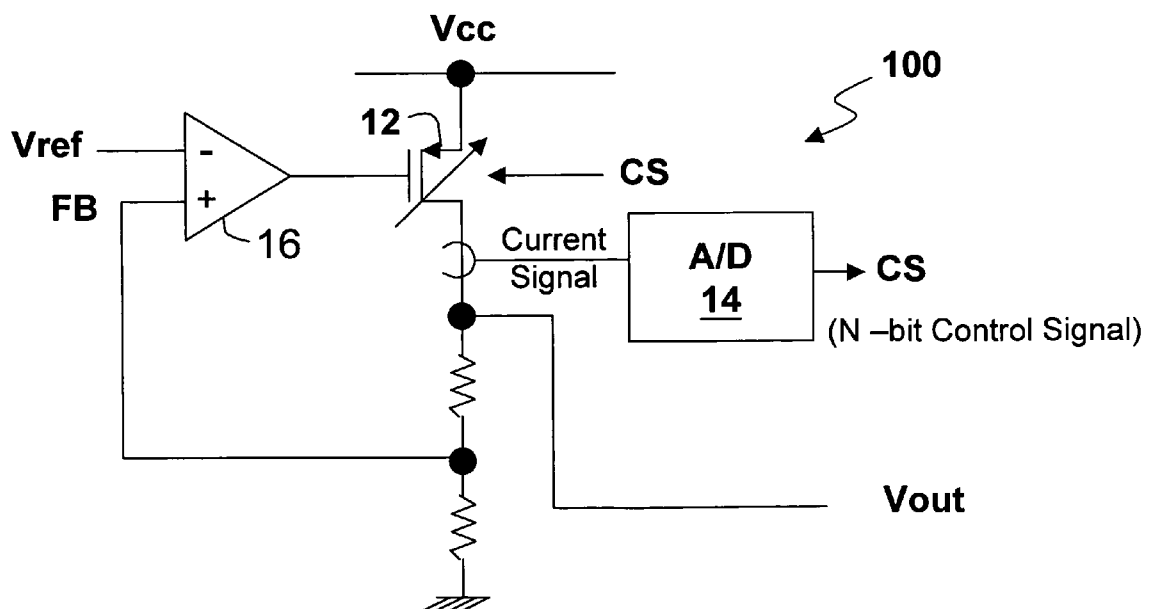 Vcc
100
12
Vref
-
CS
FB
+
16
Current
Signal
A/D
14
CS
(N –bit Control Signal)
Vout